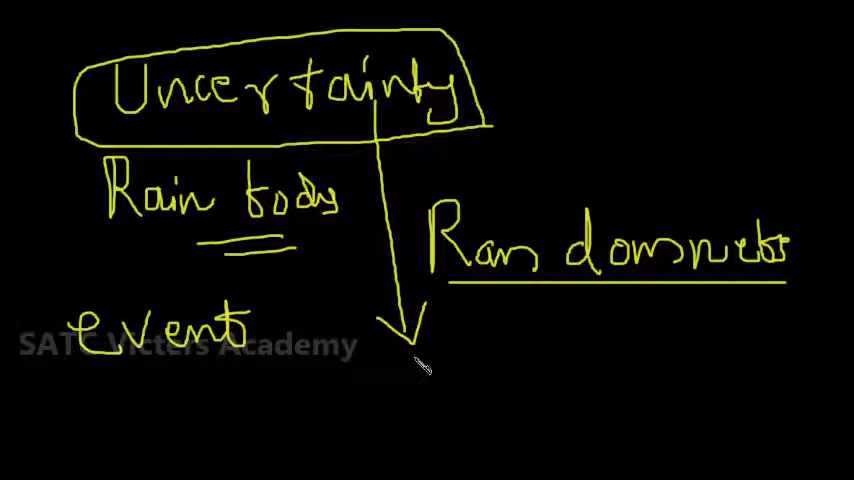 Uncertainty
Rain today
Randomness
event
SATC Victers Academy